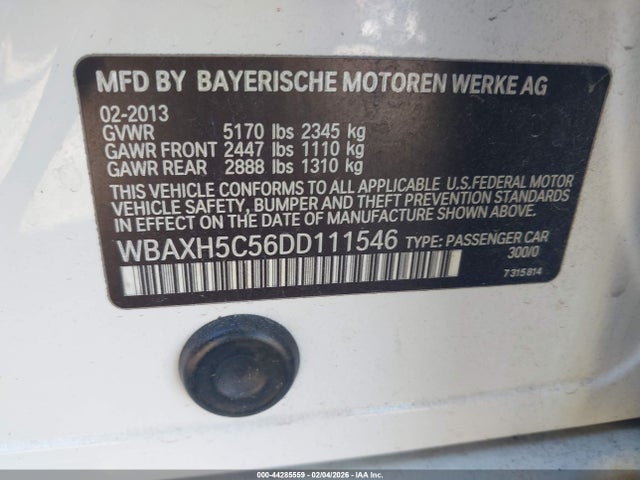 MFD BY BAYERISCHE MOTOREN WERKE AG
02-2013
GVWR 5170 lbs 2345 kg
GAWR FRONT 2447 lbs 1110 kg
GAWR REAR 2888 lbs 1310 kg
THIS VEHICLE CONFORMS TO ALL APPLICABLE U.S.FEDERAL MOTOR
VEHICLE SAFETY, BUMPER AND THEFT PREVENTION STANDARDS
IN EFFECT ON THE DATE OF MANUFACTURE SHOWN ABOVE.
WBAXH5C56DD111546 TYPE: PASSENGER CAR
300/0
7 315 814
000-44285559 - 02/04/2026 - IAA Inc.